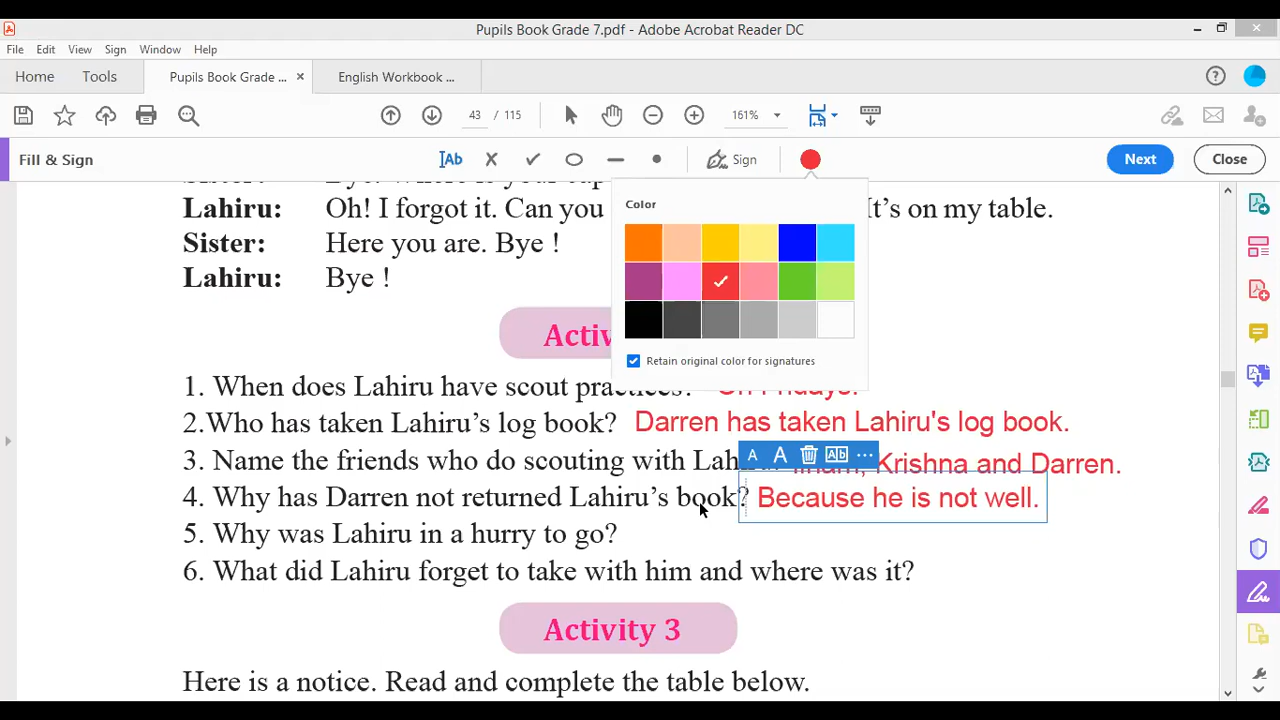 Pupils Book Grade 7.pdf - Adobe Acrobat Reader DC
File Edit View Sign Window Help
Home Tools Pupils Book Grade ... × English Workbook ...
43 / 115 161%
Fill & Sign Ab Sign Next Close
Lahiru: Oh! I forgot it. Can you It's on my table.
Sister: Here you are. Bye !
Lahiru: Bye !
Color
Retain original color for signatures
1. When does Lahiru have scout practices? On Fridays.
2.Who has taken Lahiru's log book? Darren has taken Lahiru's log book.
A A Ab ...
3. Name the friends who do scouting with Krishna and Darren.
4. Why has Darren not returned Lahiru's book? Because he is not well.
5. Why was Lahiru in a hurry to go?
6. What did Lahiru forget to take with him and where was it?
Activity 3
Here is a notice. Read and complete the table below.